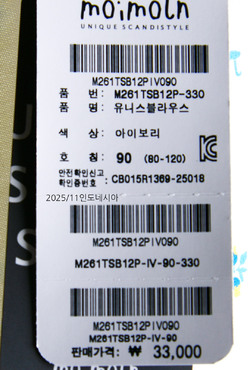 moimoln
UNIQUE SCANDISTYLE
M261TSB12PIV090
품 번: M261TSB12P-330
품 명: 유니스블라우스
색 상: 아이보리
호 칭: 90 (80-120)
안전확인신고
확인증번호 : CB015R1369-25018
2025/11인도네시아
M261TSB12PIV090
M261TSB12P-IV-90-330
M261TSB12PIV090
M261TSB12P-IV-90
판매가격: ₩ 33,000